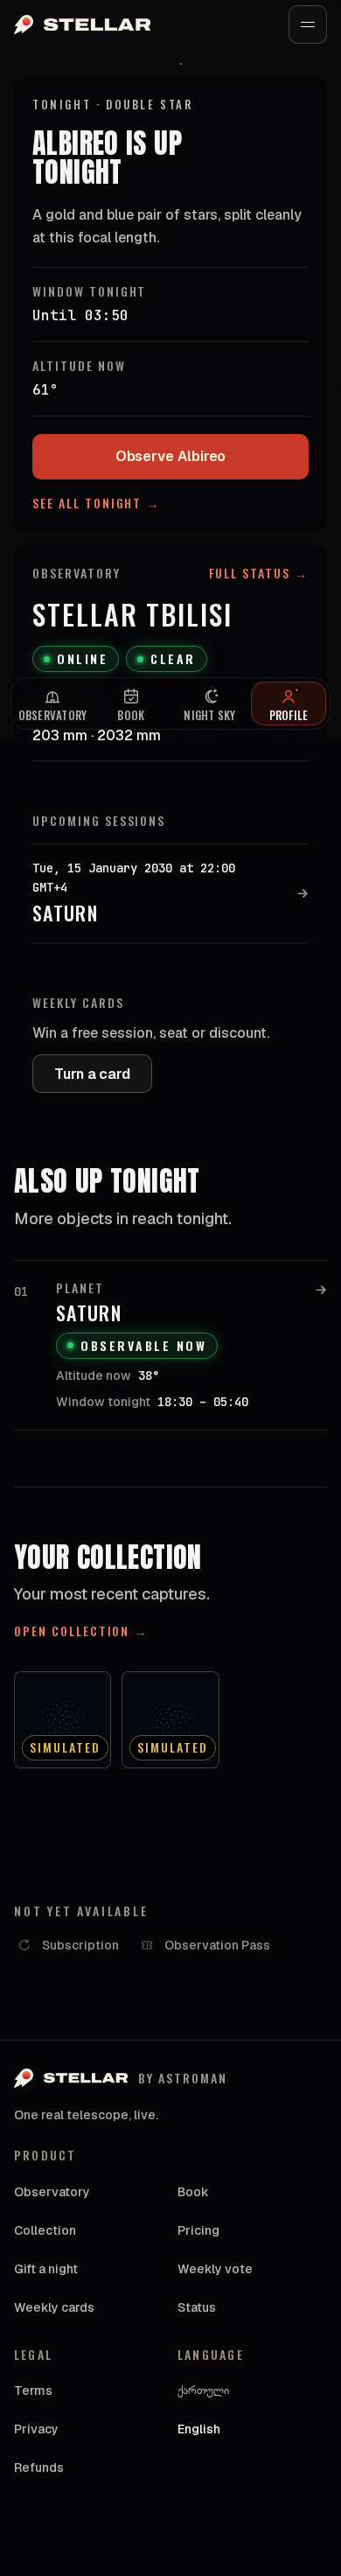 STELLAR
TONIGHT · DOUBLE STAR
ALBIREO IS UP
TONIGHT
A gold and blue pair of stars, split cleanly
at this focal length.
WINDOW TONIGHT
Until 03:50
ALTITUDE NOW
61°
Observe Albireo
SEE ALL TONIGHT →
OBSERVATORY
FULL STATUS →
STELLAR TBILISI
ONLINE
CLEAR
OBSERVATORY
BOOK
NIGHT SKY
PROFILE
203 mm · 2032 mm
UPCOMING SESSIONS
Tue, 15 January 2030 at 22:00
GMT+4
SATURN
→
WEEKLY CARDS
Win a free session, seat or discount.
Turn a card
ALSO UP TONIGHT
More objects in reach tonight.
01
PLANET
→
SATURN
OBSERVABLE NOW
Altitude now 38°
Window tonight 18:30 – 05:40
YOUR COLLECTION
Your most recent captures.
OPEN COLLECTION →
SIMULATED
SIMULATED
NOT YET AVAILABLE
Subscription
Observation Pass
STELLAR BY ASTROMAN
One real telescope, live.
PRODUCT
Observatory
Book
Collection
Pricing
Gift a night
Weekly vote
Weekly cards
Status
LEGAL
LANGUAGE
Terms
ქართული
Privacy
English
Refunds